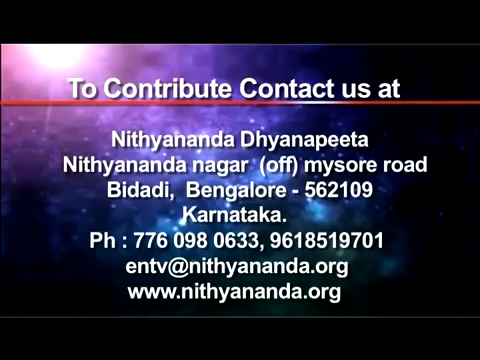 To Contribute Contact us at
Nithyananda Dhyanapeeta
Nithyananda nagar (off) mysore road
Bidadi, Bengalore - 562109
Karnataka.
Ph : 776 098 0633, 9618519701
entv@nithyananda.org
www.nithyananda.org